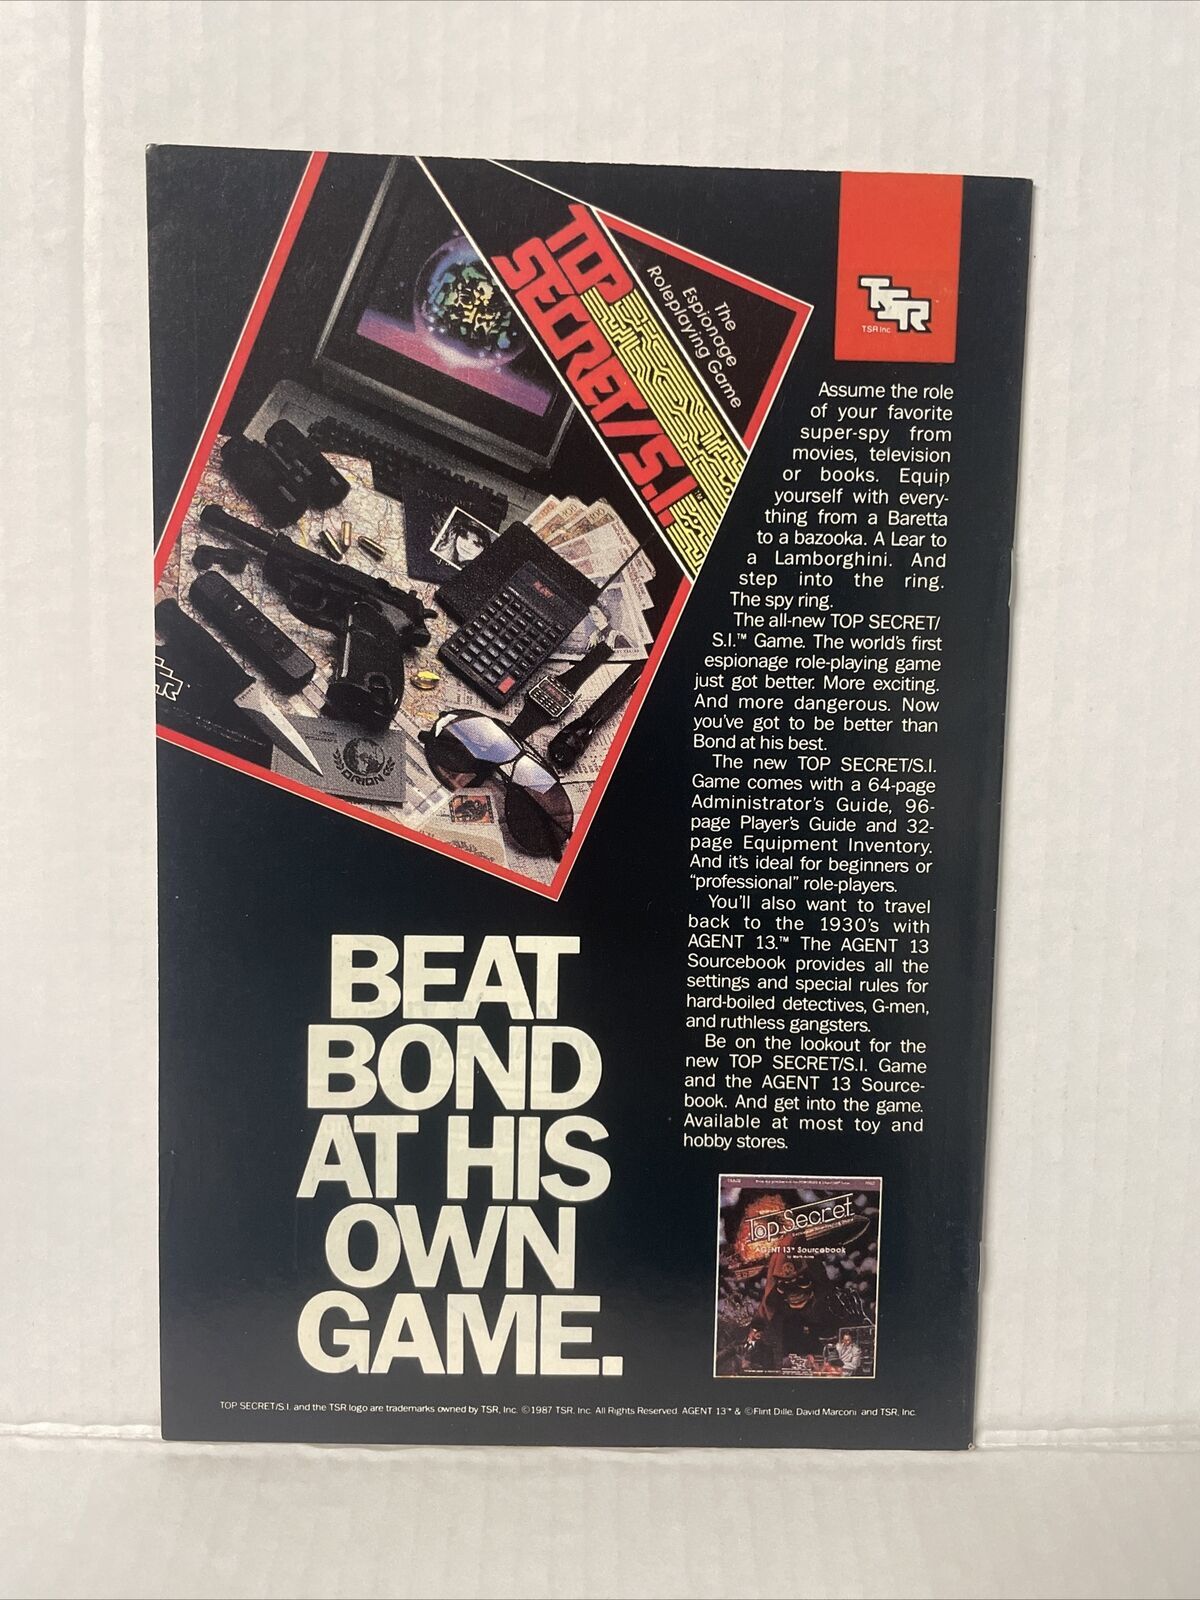 TOP
SECRET/S.I.™
The
Espionage
Roleplaying Game
TSR
TSR Inc
PASSPORT
ORION
Assume the role
of your favorite
super-spy from
movies, television
or books. Equip
yourself with every-
thing from a Baretta
to a bazooka. A Lear to
a Lamborghini. And
step into the ring.
The spy ring.
The all-new TOP SECRET/
S.I.™ Game. The world's first
espionage role-playing game
just got better. More exciting.
And more dangerous. Now
you've got to be better than
Bond at his best.
The new TOP SECRET/S.I.
Game comes with a 64-page
Administrator's Guide, 96-
page Player's Guide and 32-
page Equipment Inventory.
And it's ideal for beginners or
“professional” role-players.
You'll also want to travel
back to the 1930's with
AGENT 13.™ The AGENT 13
Sourcebook provides all the
settings and special rules for
hard-boiled detectives, G-men,
and ruthless gangsters.
Be on the lookout for the
new TOP SECRET/S.I. Game
and the AGENT 13 Source-
book. And get into the game.
Available at most toy and
hobby stores.
BEAT
BOND
AT HIS
OWN
GAME.
Top Secret
AGENT 13™ Sourcebook
TOP SECRET/S.I. and the TSR logo are trademarks owned by TSR, Inc. ©1987 TSR, Inc. All Rights Reserved. AGENT 13™ & ©Flint Dille, David Marconi and TSR, Inc.